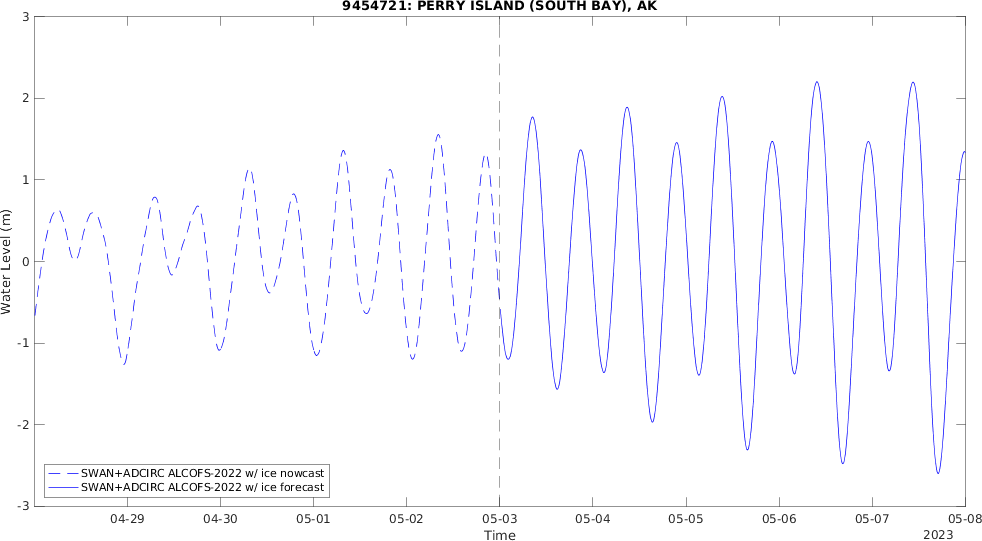 9454721: PERRY ISLAND (SOUTH BAY), AK
3
2
1
0
-1
-2
-3
Water Level (m)
SWAN+ADCIRC ALCOFS-2022 w/ ice nowcast
SWAN+ADCIRC ALCOFS-2022 w/ ice forecast
04-29 04-30 05-01 05-02 05-03 05-04 05-05 05-06 05-07 05-08
Time
2023